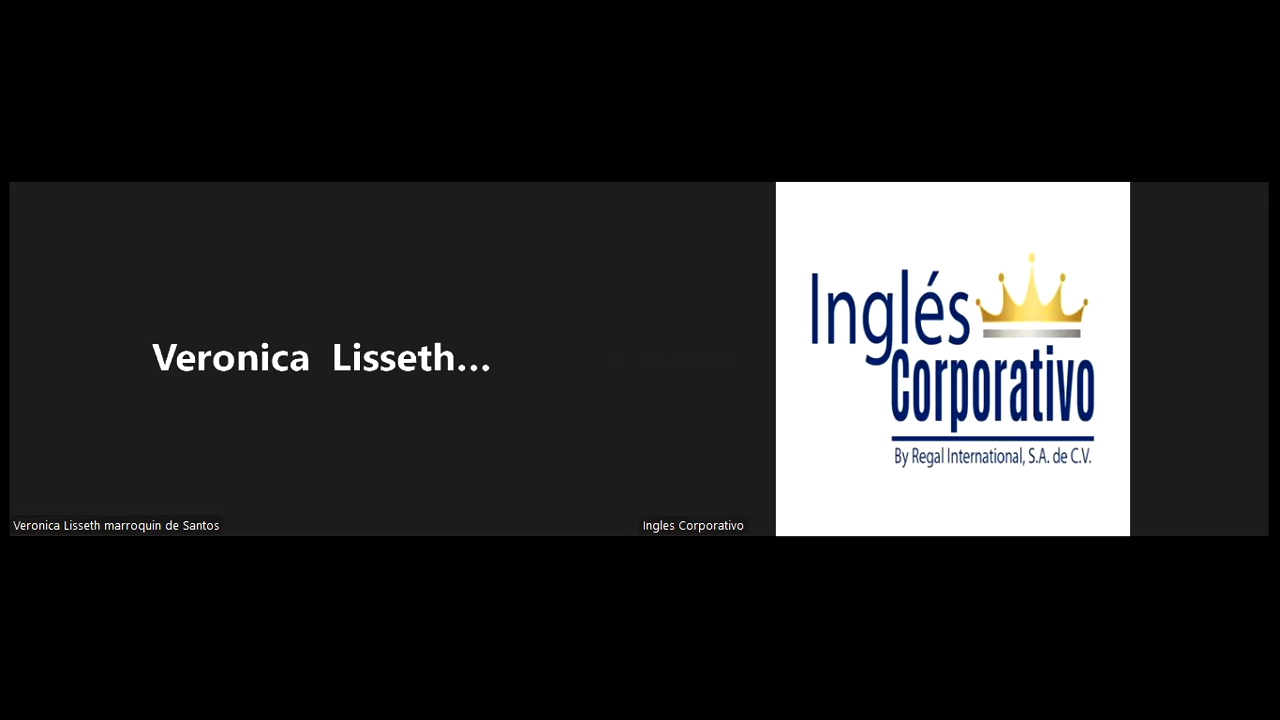 Veronica Lisseth...
Veronica Lisseth marroquin de Santos
Ingles Corporativo
Inglés
Corporativo
By Regal International, S.A. de C.V.